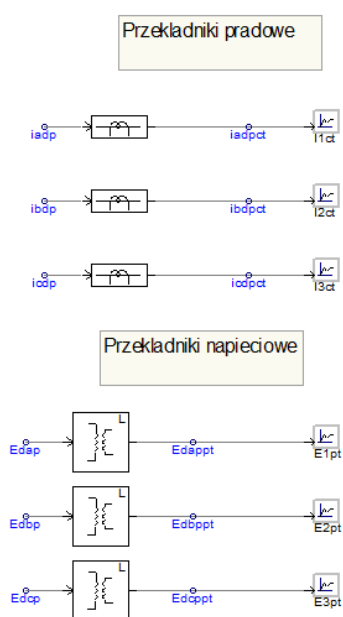 Przekladniki pradowe
iadp iadpct I1ct
ibdp ibdpct I2ct
icdp icdpct I3ct
Przekladniki napieciowe
L
Edap Edappt E1pt
L
Edbp Edbppt E2pt
L
Edcp Edcppt E3pt